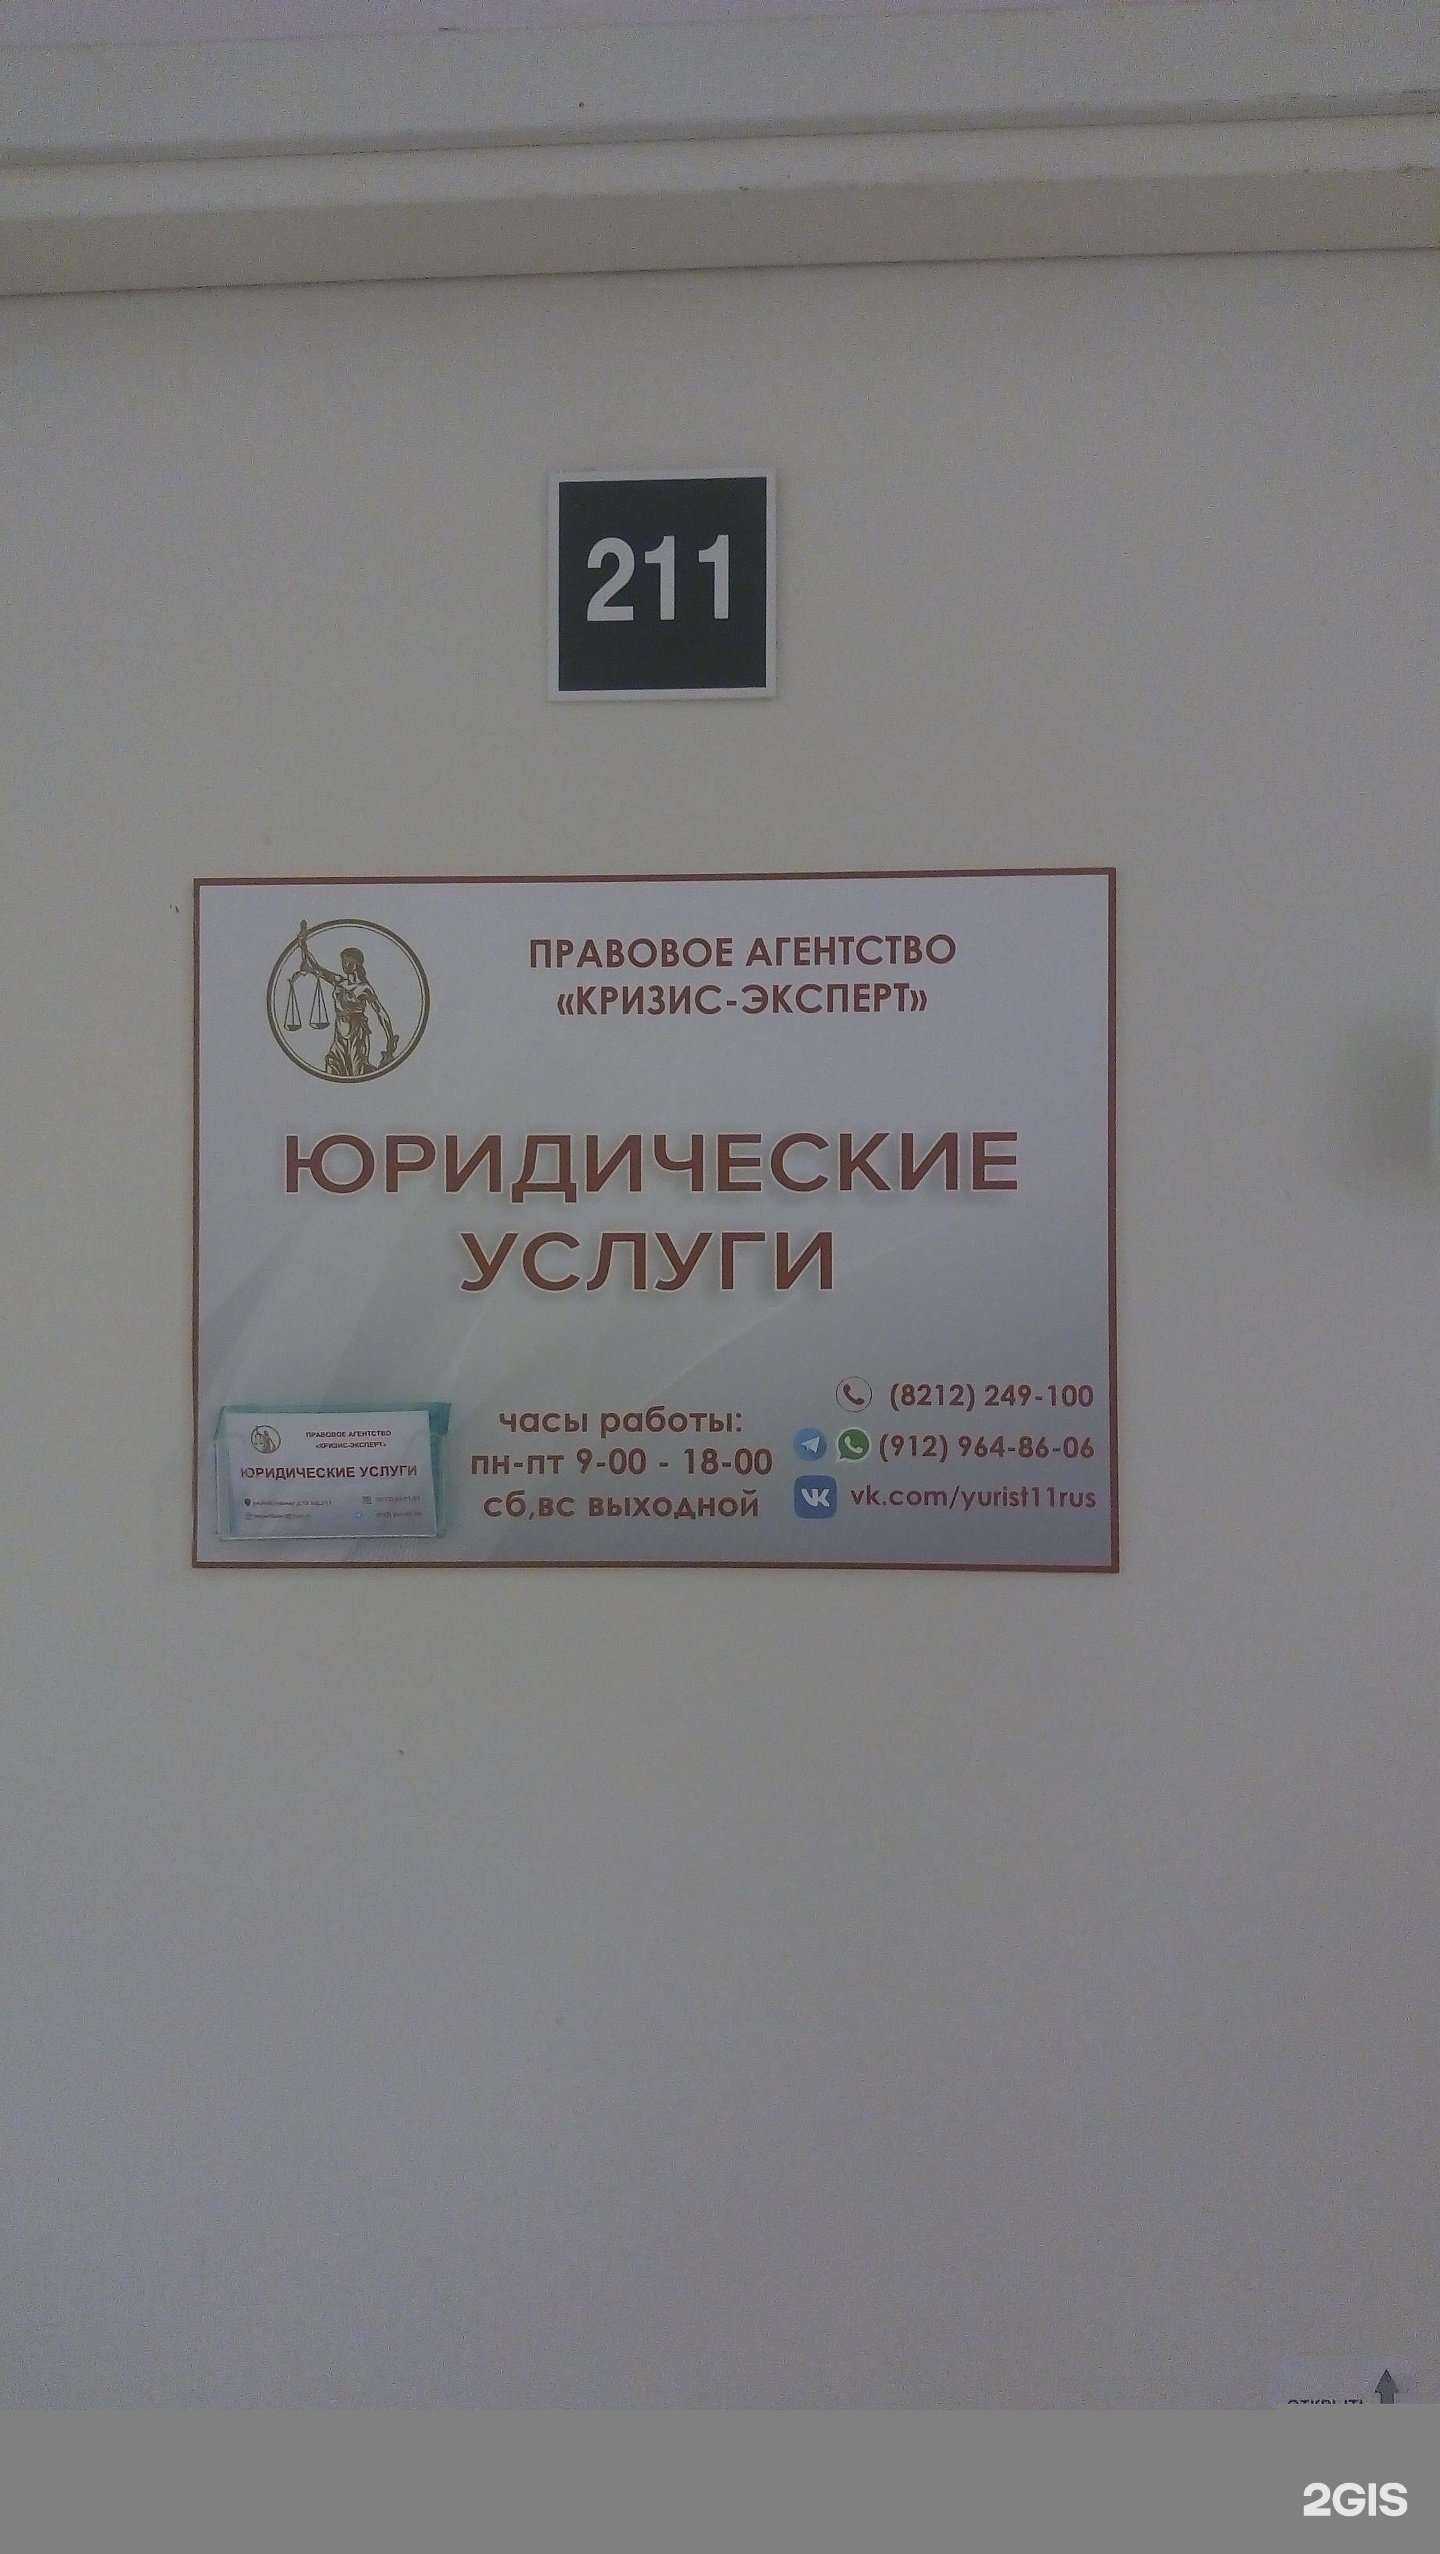 211
ПРАВОВОЕ АГЕНТСТВО
«КРИЗИС-ЭКСПЕРТ»
ЮРИДИЧЕСКИЕ
УСЛУГИ
часы работы:
пн-пт 9-00 - 18-00
сб,вс выходной
(8212) 249-100
(912) 964-86-06
vk.com/yurist11rus
ПРАВОВОЕ АГЕНТСТВО
«КРИЗИС-ЭКСПЕРТ»
ЮРИДИЧЕСКИЕ УСЛУГИ
2GIS